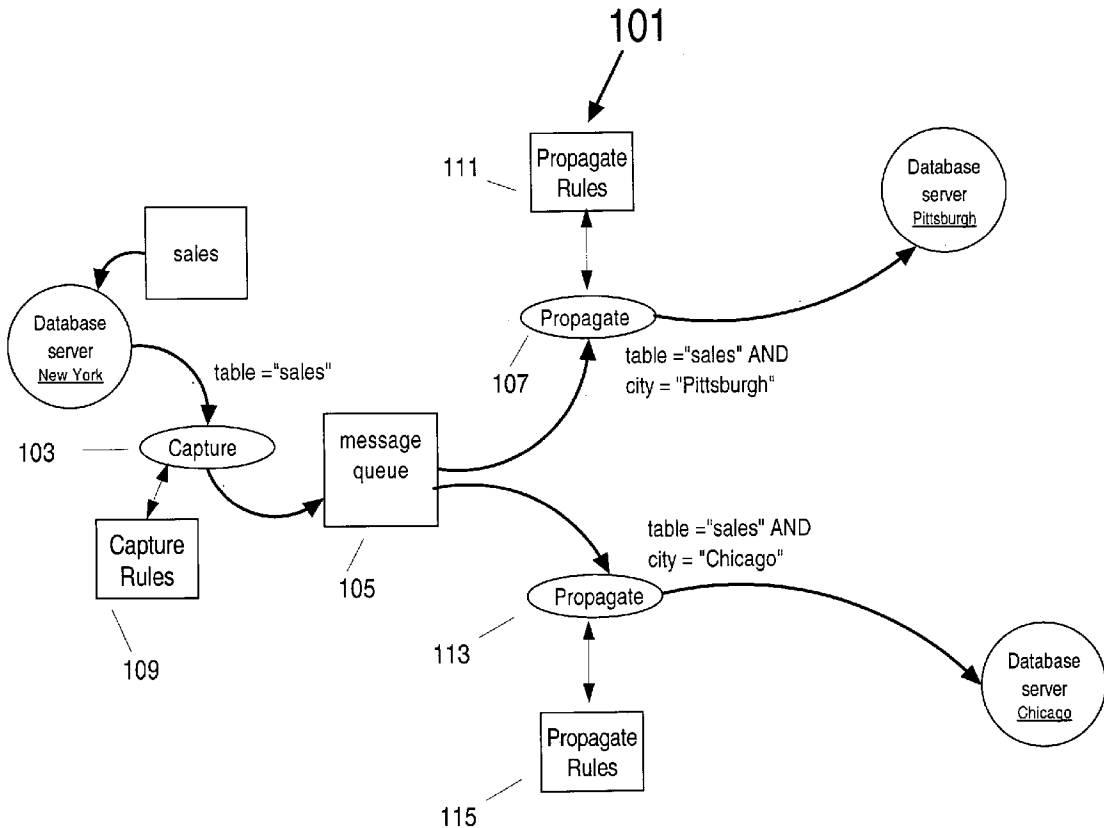 101
111
Propagate
Rules
Database
server
Pittsburgh
sales
Database
server
New York
Propagate
table ="sales"
107
table ="sales" AND
city = "Pittsburgh"
103
Capture
message
queue
table ="sales" AND
city = "Chicago"
Capture
Rules
105
Propagate
113
109
Database
server
Chicago
Propagate
Rules
115